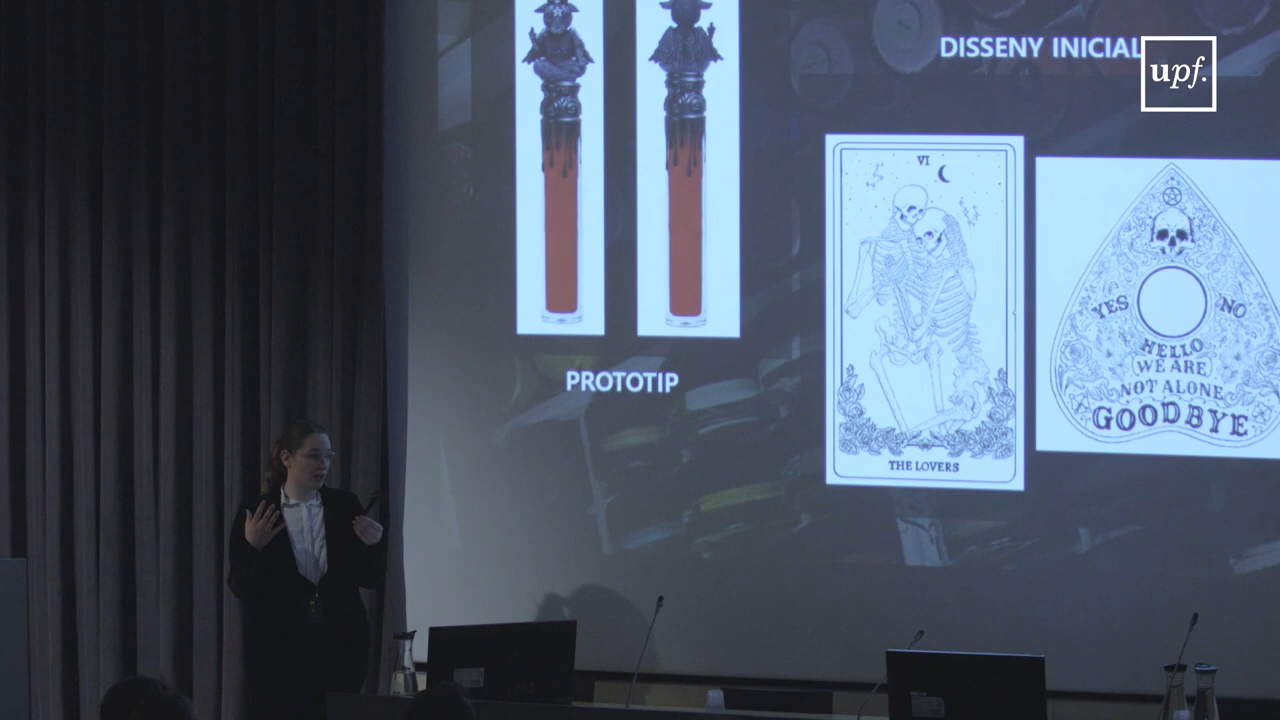 DISSENY INICIAL
upf.
PROTOTIP
VI
THE LOVERS
YES NO
HELLO
(WE ARE)
NOT ALONE
GOODBYE